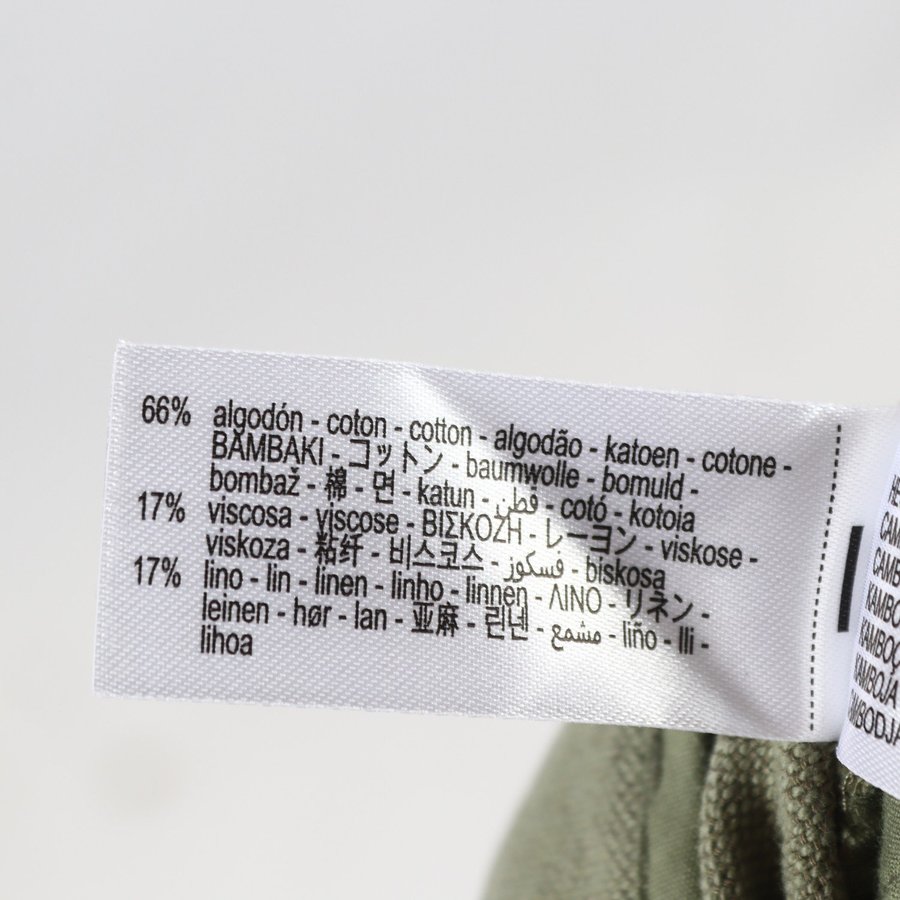 66% algodón - coton - cotton - algodão - katoen - cotone -
BAMBAKI - コットン - baumwolle - bomuld -
bombaž - 棉 - 면 - katun - قطن - cotó - kotoia
17% viscosa - viscose - ΒΙΣΚΟΖΗ - レーヨン - viskose -
viskoza - 粘纤 - 비스코스 - فسكوز - biskosa
17% lino - lin - linen - linho - linnen - ΛΙΝΟ - リネン -
leinen - hør - lan - 亚麻 - 린넨 - مشمع - liño - lli -
lihoa
KAMBOJA